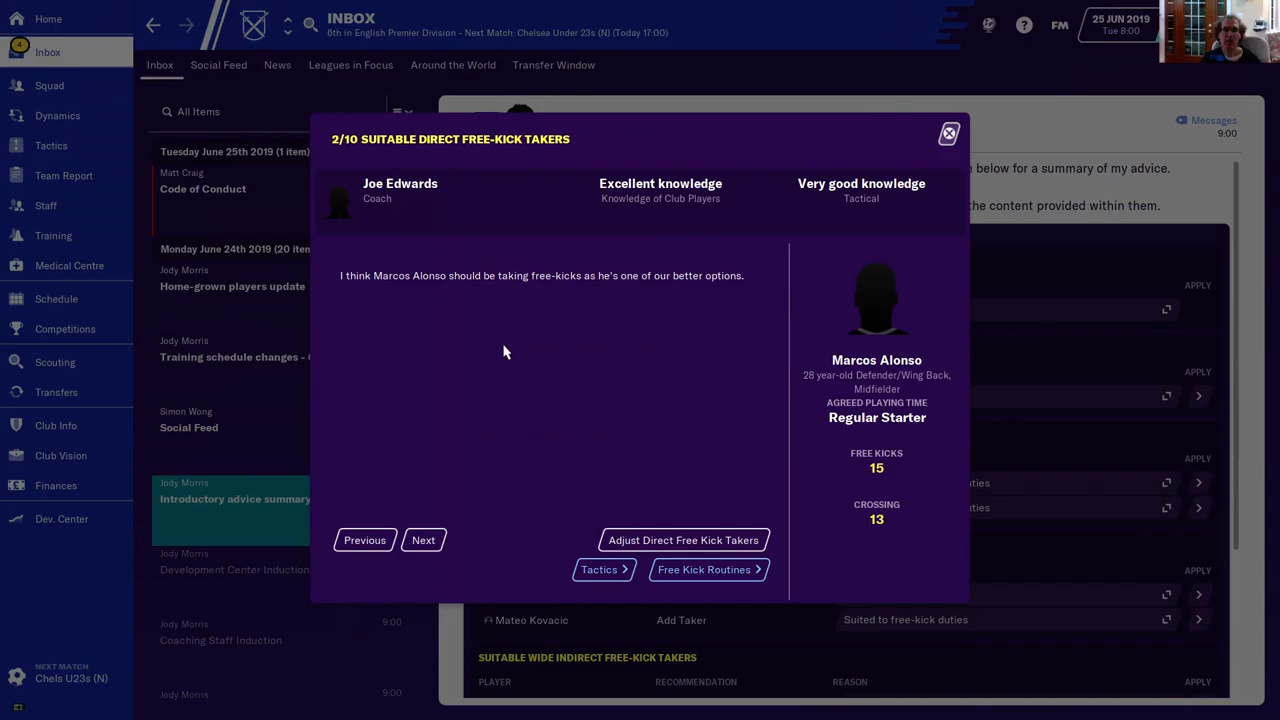 Home
4
Inbox
Squad
Dynamics
Tactics
Team Report
Staff
Training
Medical Centre
Schedule
Competitions
Scouting
Transfers
Club Info
Club Vision
Finances
Dev. Center
NEXT MATCH
Chels U23s (N)
INBOX
6th in English Premier Division - Next Match: Chelsea Under 23s (N) (Today 17:00)
?
FM
25 JUN 2019
Tue 8:00
Inbox
Social Feed
News
Leagues in Focus
Around the World
Transfer Window
All Items
Tuesday June 25th 2019 (1 item)
Matt Craig
Code of Conduct
Monday June 24th 2019 (20 item
Jody Morris
Home-grown players update
Jody Morris
Training schedule changes -
Simon Wong
Social Feed
Jody Morris
Introductory advice summary
Jody Morris
Development Center Induction
Jody Morris
9:00
Coaching Staff Induction
Jody Morris
9:00
Messages
9:00
e below for a summary of my advice.
the content provided within them.
APPLY
APPLY
APPLY
uties
uties
APPLY
Mateo Kovacic
Add Taker
Suited to free-kick duties
SUITABLE WIDE INDIRECT FREE-KICK TAKERS
PLAYER
RECOMMENDATION
REASON
APPLY
2/10 SUITABLE DIRECT FREE-KICK TAKERS
Joe Edwards
Coach
Excellent knowledge
Knowledge of Club Players
Very good knowledge
Tactical
I think Marcos Alonso should be taking free-kicks as he's one of our better options.
Marcos Alonso
28 year-old Defender/Wing Back,
Midfielder
AGREED PLAYING TIME
Regular Starter
FREE KICKS
15
CROSSING
13
Previous
Next
Adjust Direct Free Kick Takers
Tactics
Free Kick Routines